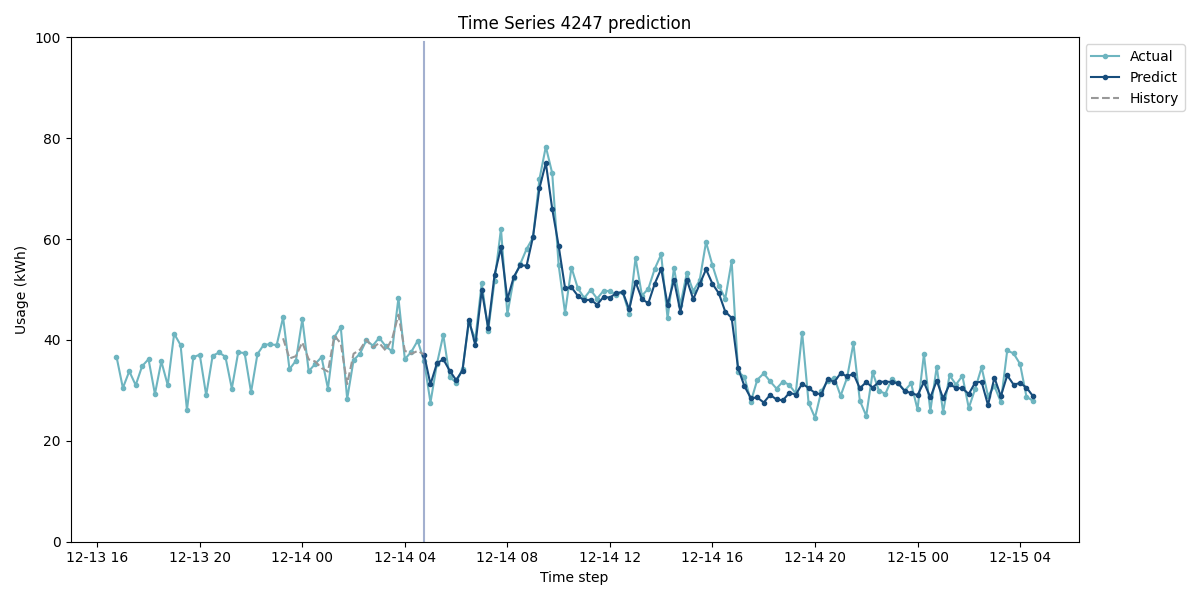 Time Series 4247 prediction
Usage (kWh)
100
80
60
40
20
0
12-13 16
12-13 20
12-14 00
12-14 04
12-14 08
12-14 12
12-14 16
12-14 20
12-15 00
12-15 04
Time step
Actual
Predict
History